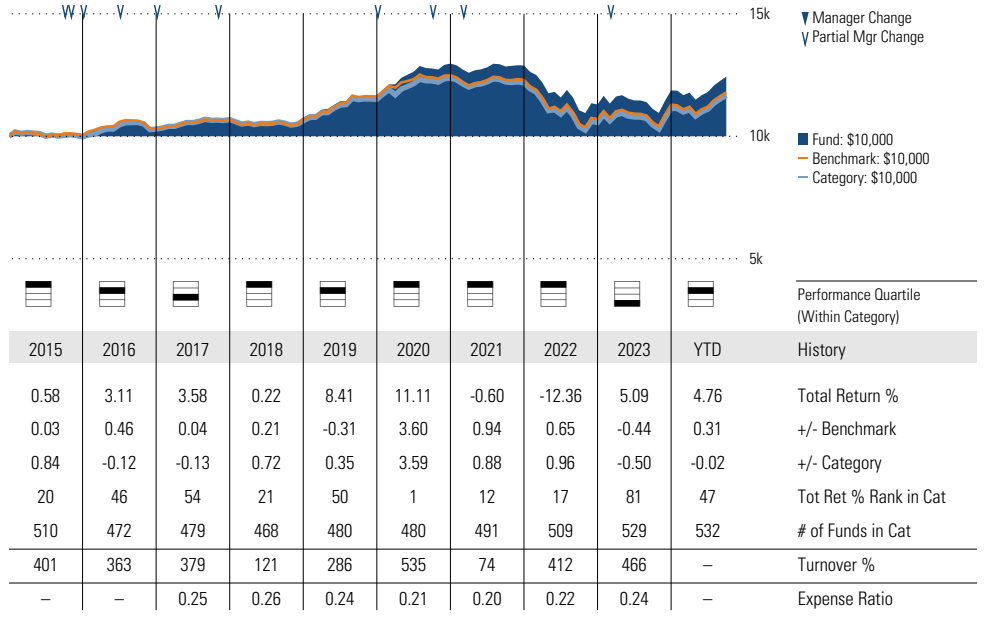 15k
Manager Change
Partial Mgr Change
10k
Fund: $10,000
Benchmark: $10,000
Category: $10,000
5k
Performance Quartile
(Within Category)
2015 2016 2017 2018 2019 2020 2021 2022 2023 YTD History
0.58 3.11 3.58 0.22 8.41 11.11 -0.60 -12.36 5.09 4.76 Total Return %
0.03 0.46 0.04 0.21 -0.31 3.60 0.94 0.65 -0.44 0.31 +/- Benchmark
0.84 -0.12 -0.13 0.72 0.35 3.59 0.88 0.96 -0.50 -0.02 +/- Category
20 46 54 21 50 1 12 17 81 47 Tot Ret % Rank in Cat
510 472 479 468 480 480 491 509 529 532 # of Funds in Cat
401 363 379 121 286 535 74 412 466 – Turnover %
– – 0.25 0.26 0.24 0.21 0.20 0.22 0.24 – Expense Ratio